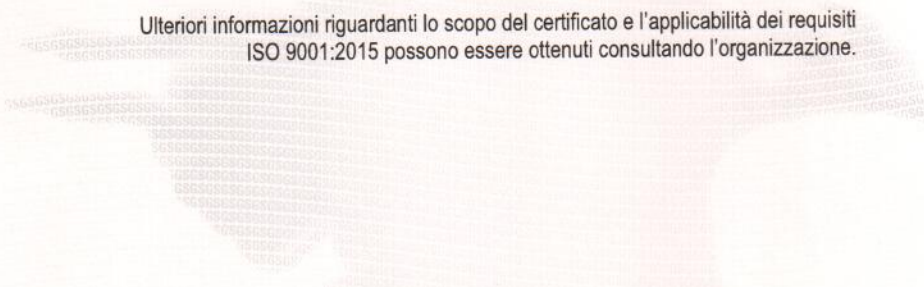 Ulteriori informazioni riguardanti lo scopo del certificato e l'applicabilità dei requisiti
ISO 9001:2015 possono essere ottenuti consultando l'organizzazione.